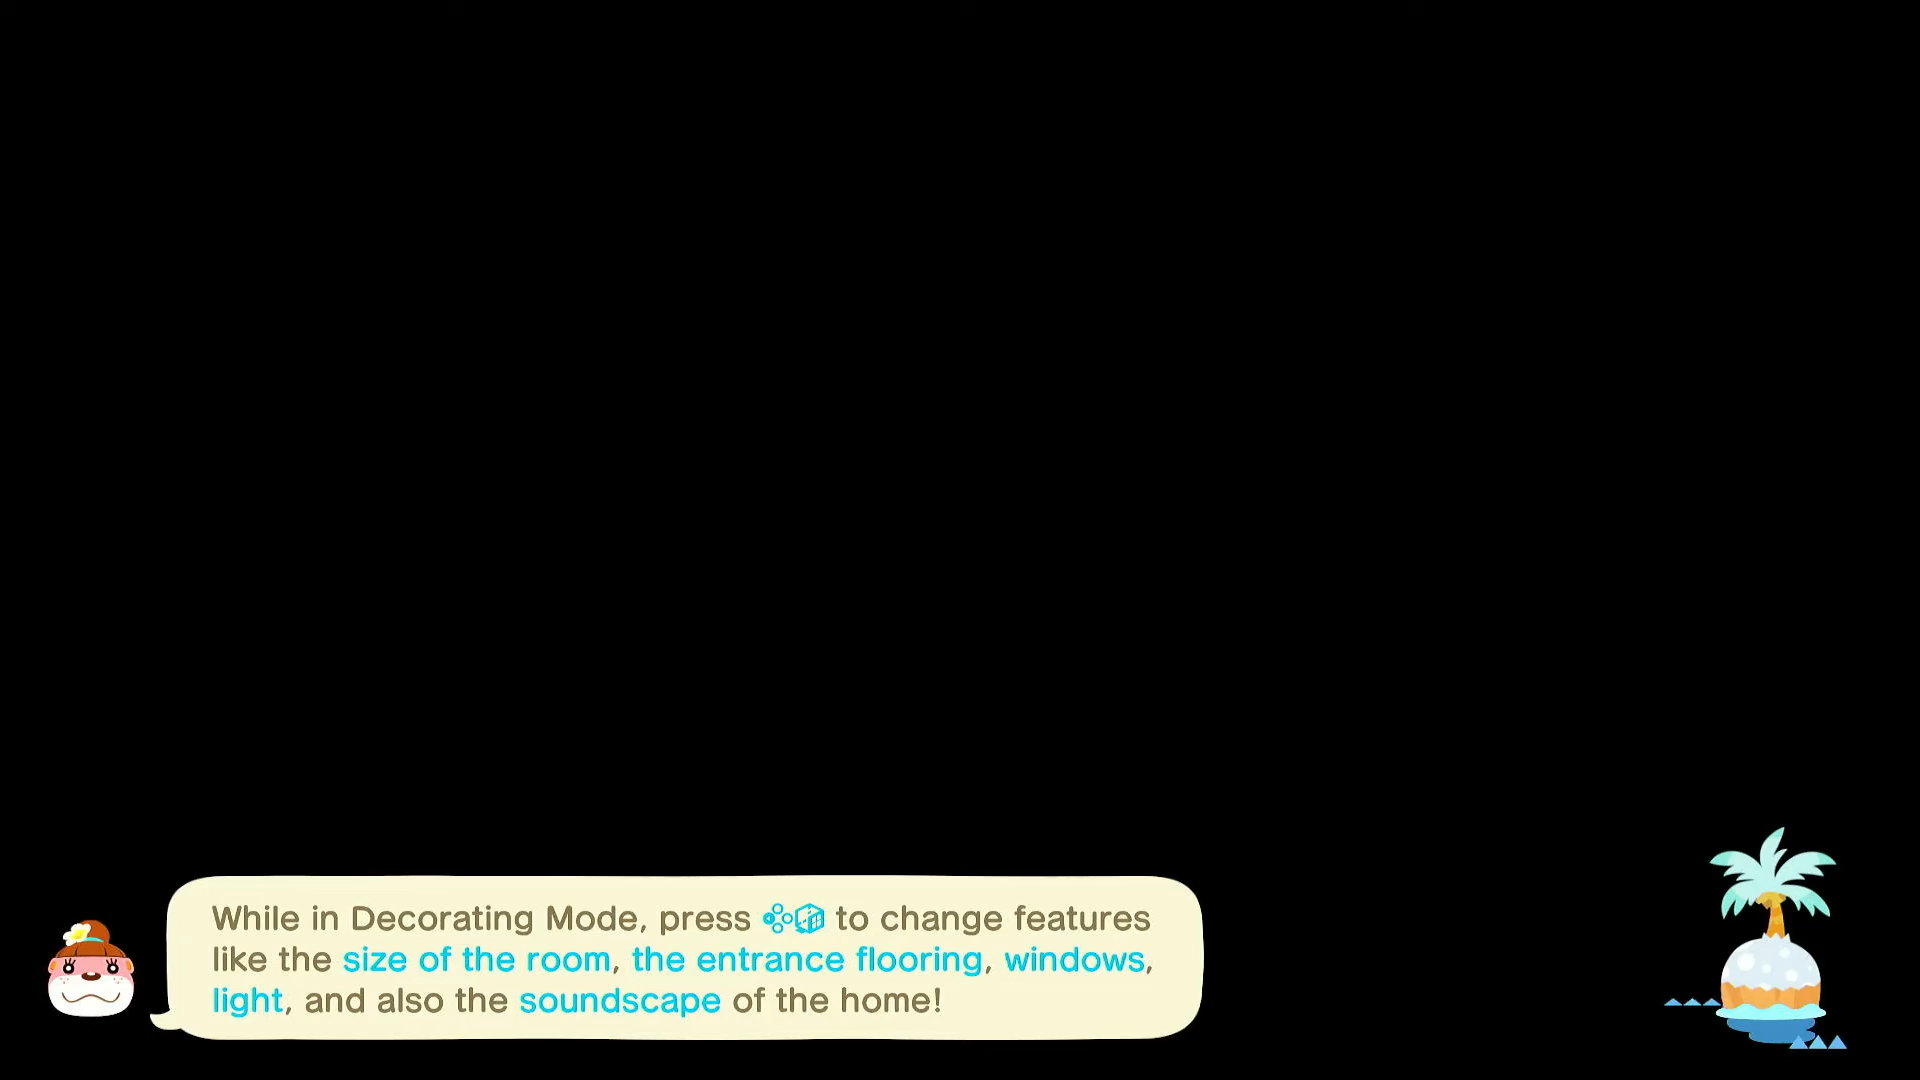 While in Decorating Mode, press to change features
like the size of the room, the entrance flooring, windows,
light, and also the soundscape of the home!